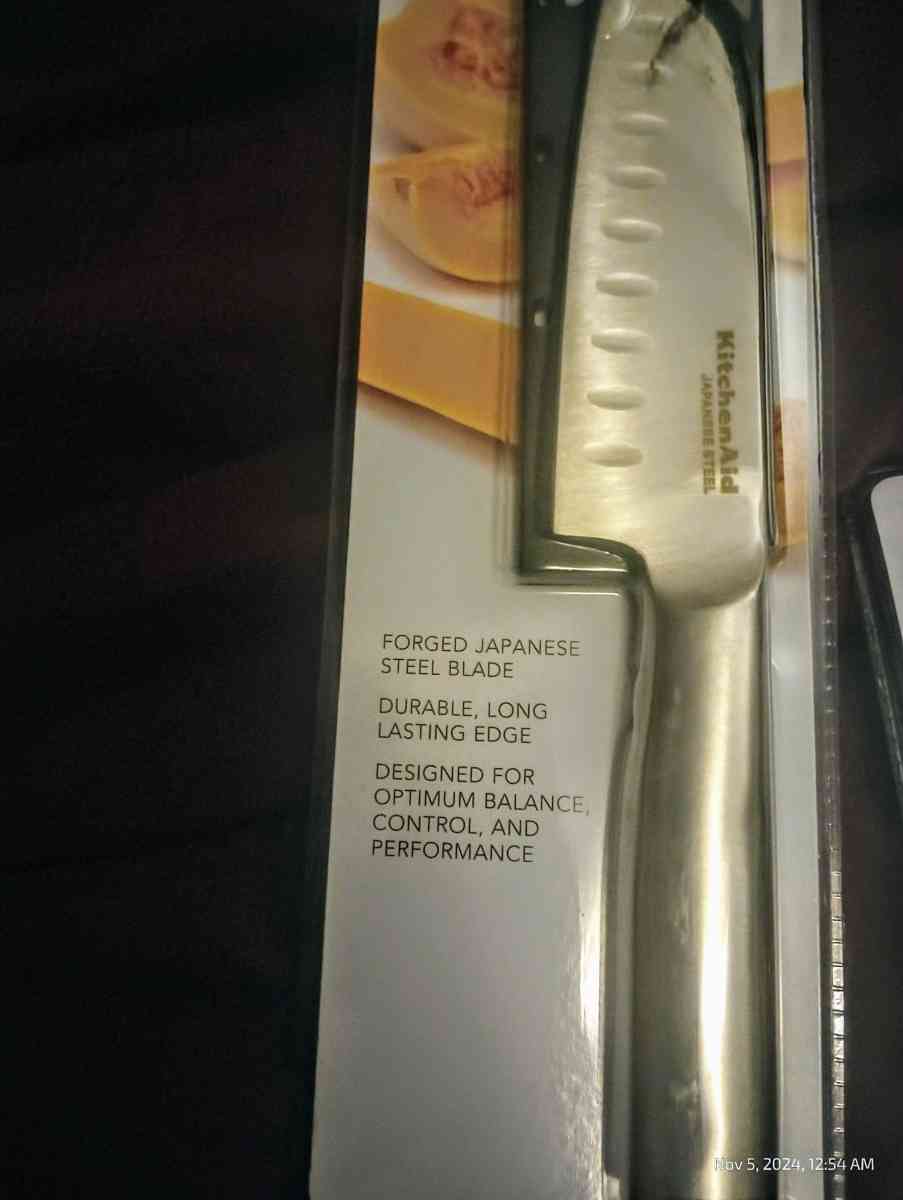 KitchenAid
JAPANESE STEEL
FORGED JAPANESE
STEEL BLADE
DURABLE, LONG
LASTING EDGE
DESIGNED FOR
OPTIMUM BALANCE,
CONTROL, AND
PERFORMANCE
Nov 5, 2024, 12:54 AM